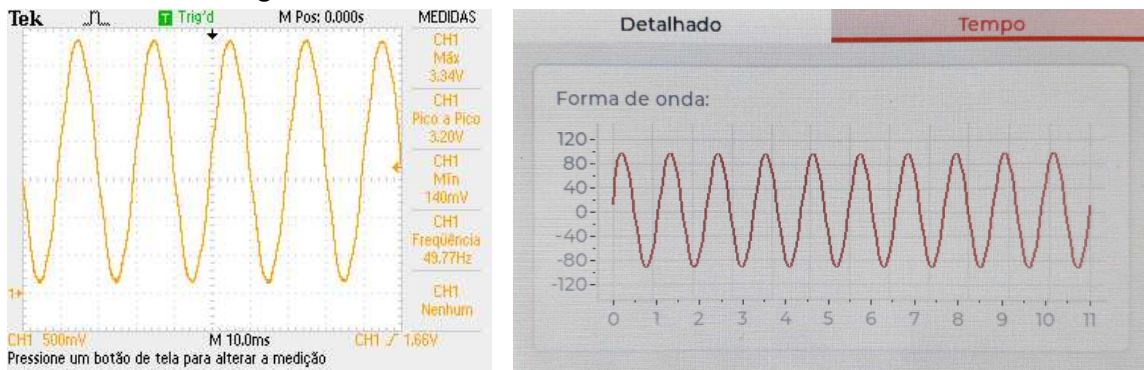 Tek
Trig'd
M Pos: 0.000s
MEDIDAS
CH1
Máx
3.34V
CH1
Pico a Pico
3.20V
CH1
Mín
140mV
CH1
Freqüência
49.77Hz
CH1
Nenhum
1
CH1 500mV
M 10.0ms
CH1 / 1.66V
Pressione um botão de tela para alterar a medição
Detalhado
Tempo
Forma de onda:
120
80
40
0
-40
-80
-120
0 1 2 3 4 5 6 7 8 9 10 11